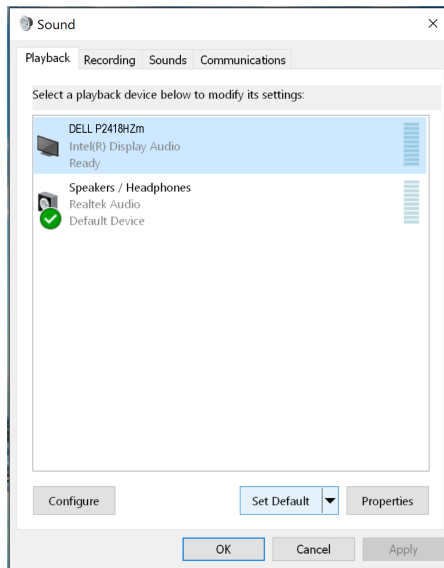 Sound
Playback
Recording
Sounds
Communications
Select a playback device below to modify its settings:
DELL P2418HZm
Intel(R) Display Audio
Ready
Speakers / Headphones
Realtek Audio
Default Device
Configure
Set Default
Properties
OK
Cancel
Apply